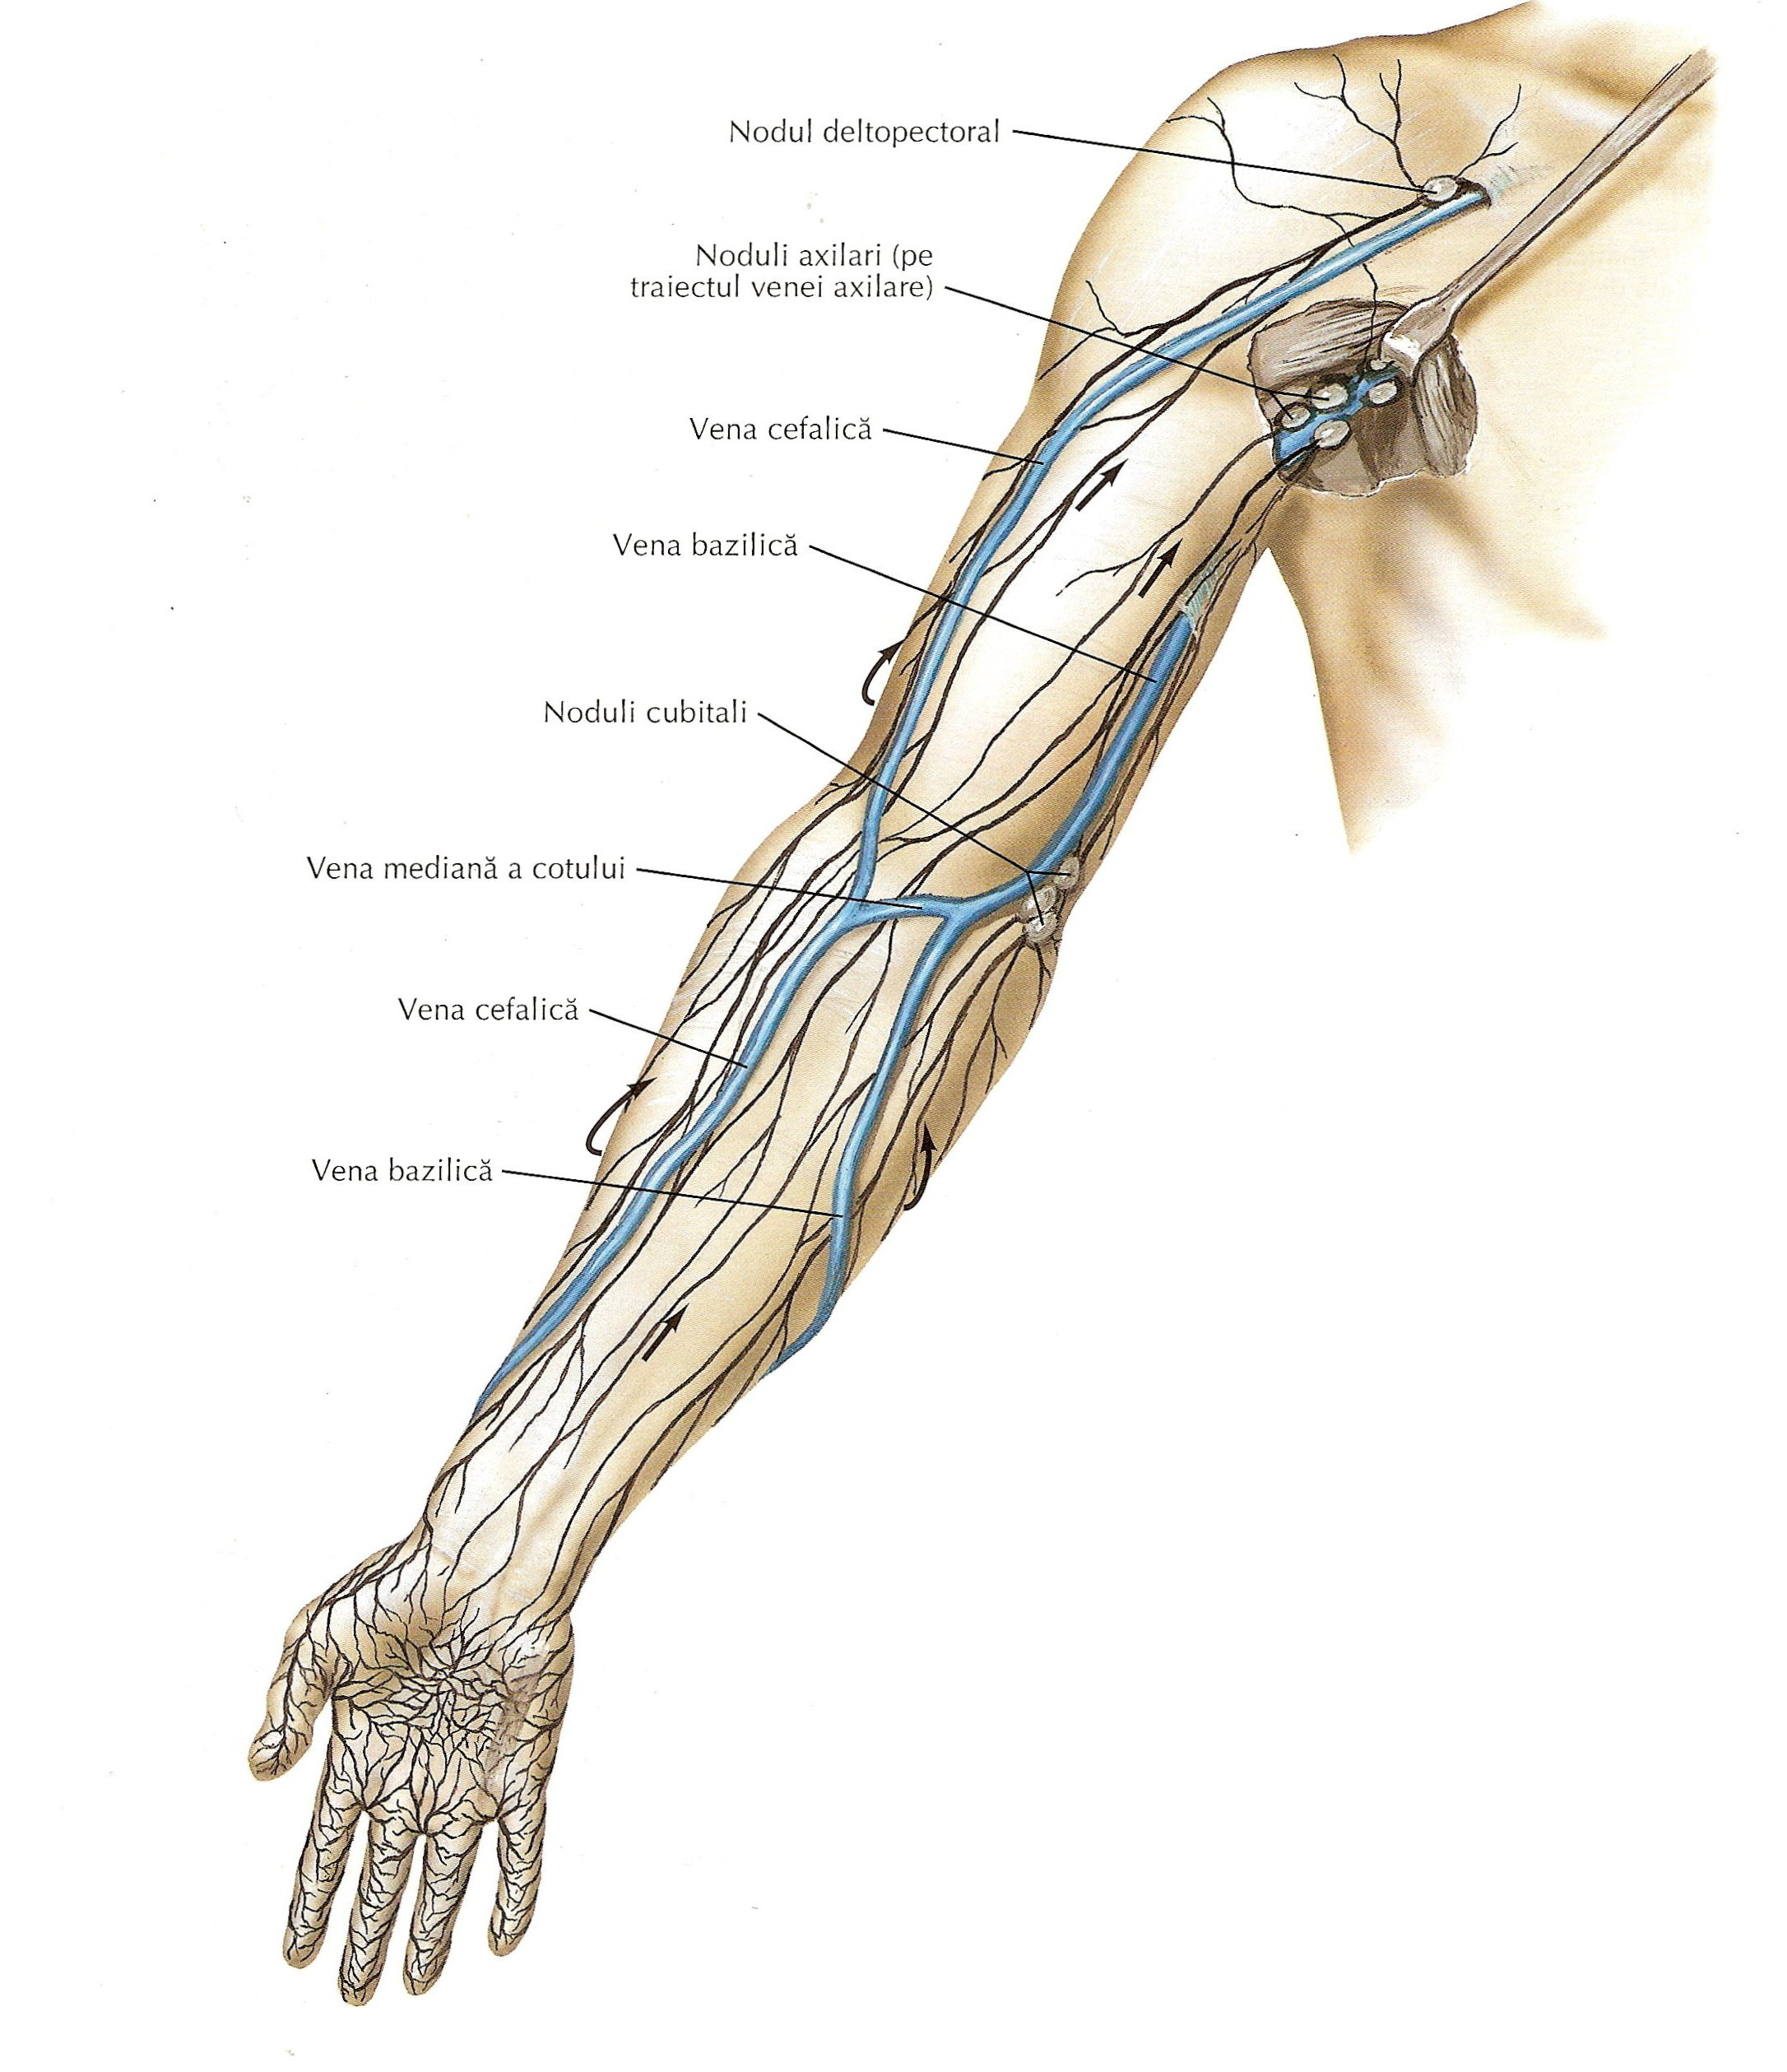 Nodul deltopectoral
Noduli axilari (pe
traiectul venei axilare)
Vena cefalică
Vena bazilică
Noduli cubitali
Vena mediană a cotului
Vena cefalică
Vena bazilică